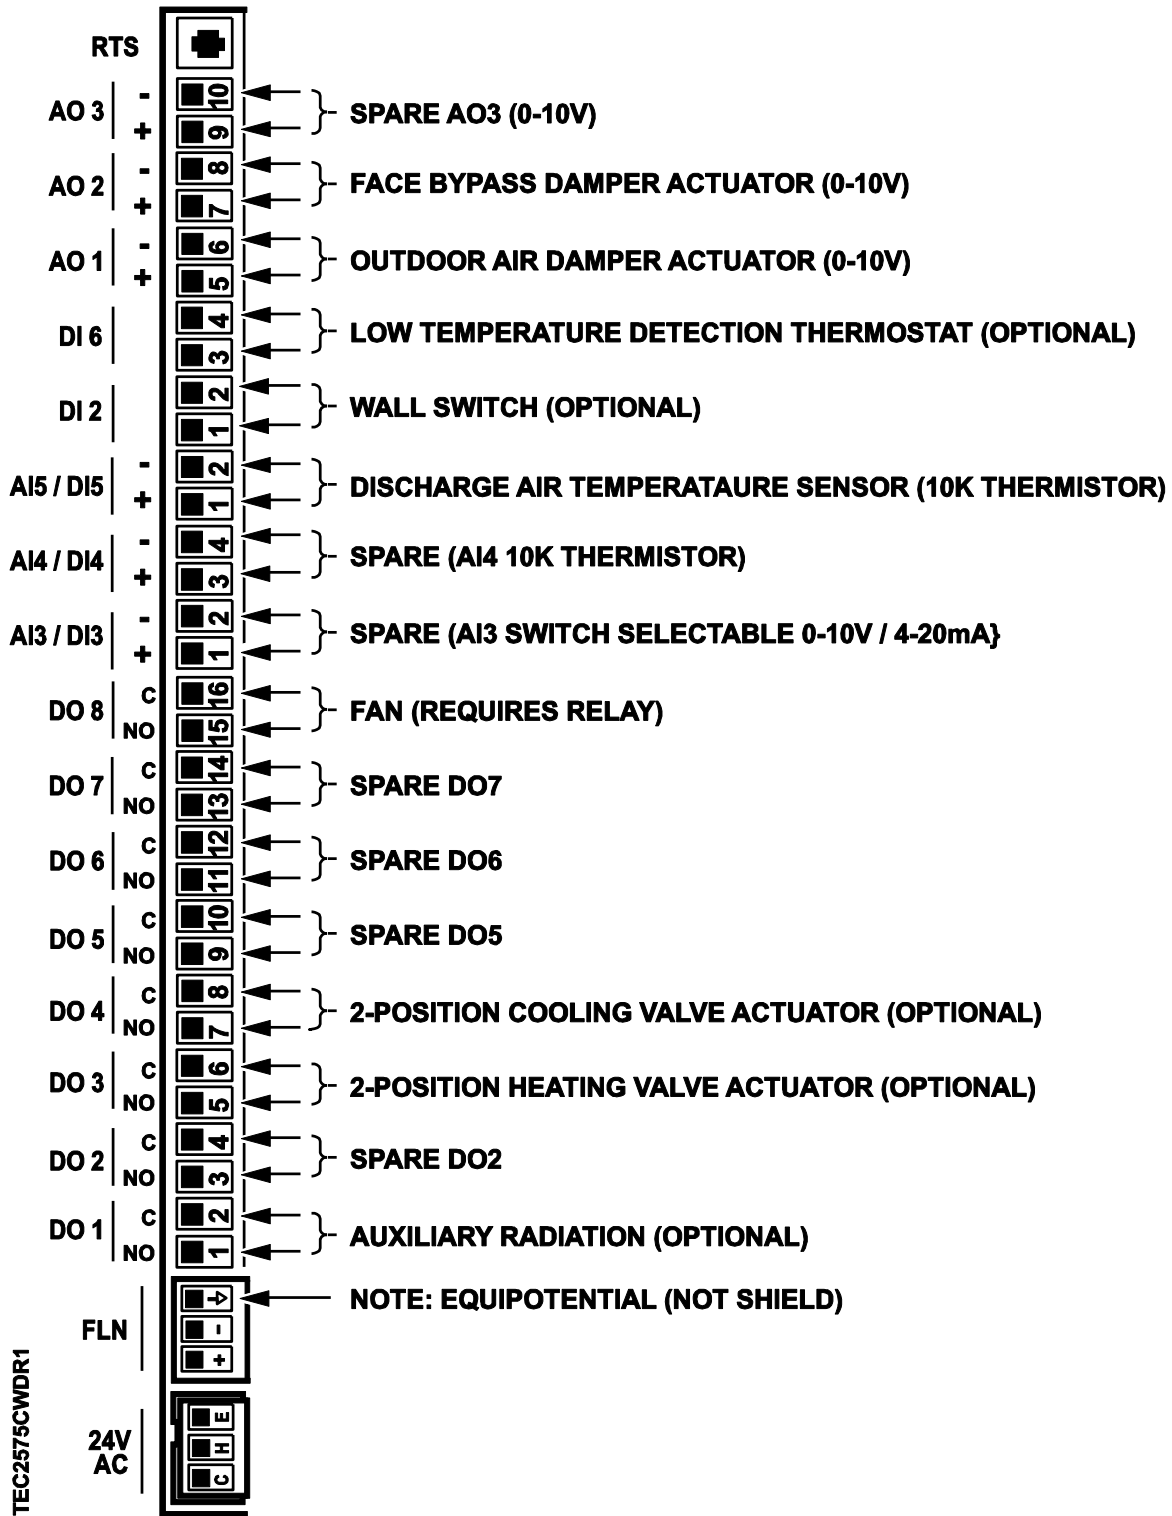 RTS
AO 3 - 10 SPARE AO3 (0-10V)
+ 9
AO 2 - 8 FACE BYPASS DAMPER ACTUATOR (0-10V)
+ 7
AO 1 - 6 OUTDOOR AIR DAMPER ACTUATOR (0-10V)
+ 5
DI 6 4 LOW TEMPERATURE DETECTION THERMOSTAT (OPTIONAL)
3
DI 2 2 WALL SWITCH (OPTIONAL)
1
AI5 / DI5 - 2 DISCHARGE AIR TEMPERATAURE SENSOR (10K THERMISTOR)
+ 1
AI4 / DI4 - 4 SPARE (AI4 10K THERMISTOR)
+ 3
AI3 / DI3 - 2 SPARE (AI3 SWITCH SELECTABLE 0-10V / 4-20mA}
+ 1
DO 8 C 16 FAN (REQUIRES RELAY)
NO 15
DO 7 C 14 SPARE DO7
NO 13
DO 6 C 12 SPARE DO6
NO 11
DO 5 C 10 SPARE DO5
NO 9
DO 4 C 8 2-POSITION COOLING VALVE ACTUATOR (OPTIONAL)
NO 7
DO 3 C 6 2-POSITION HEATING VALVE ACTUATOR (OPTIONAL)
NO 5
DO 2 C 4 SPARE DO2
NO 3
DO 1 C 2 AUXILIARY RADIATION (OPTIONAL)
NO 1
NOTE: EQUIPOTENTIAL (NOT SHIELD)
FLN -
+
24V E
AC H
C
TEC2575CWDR1